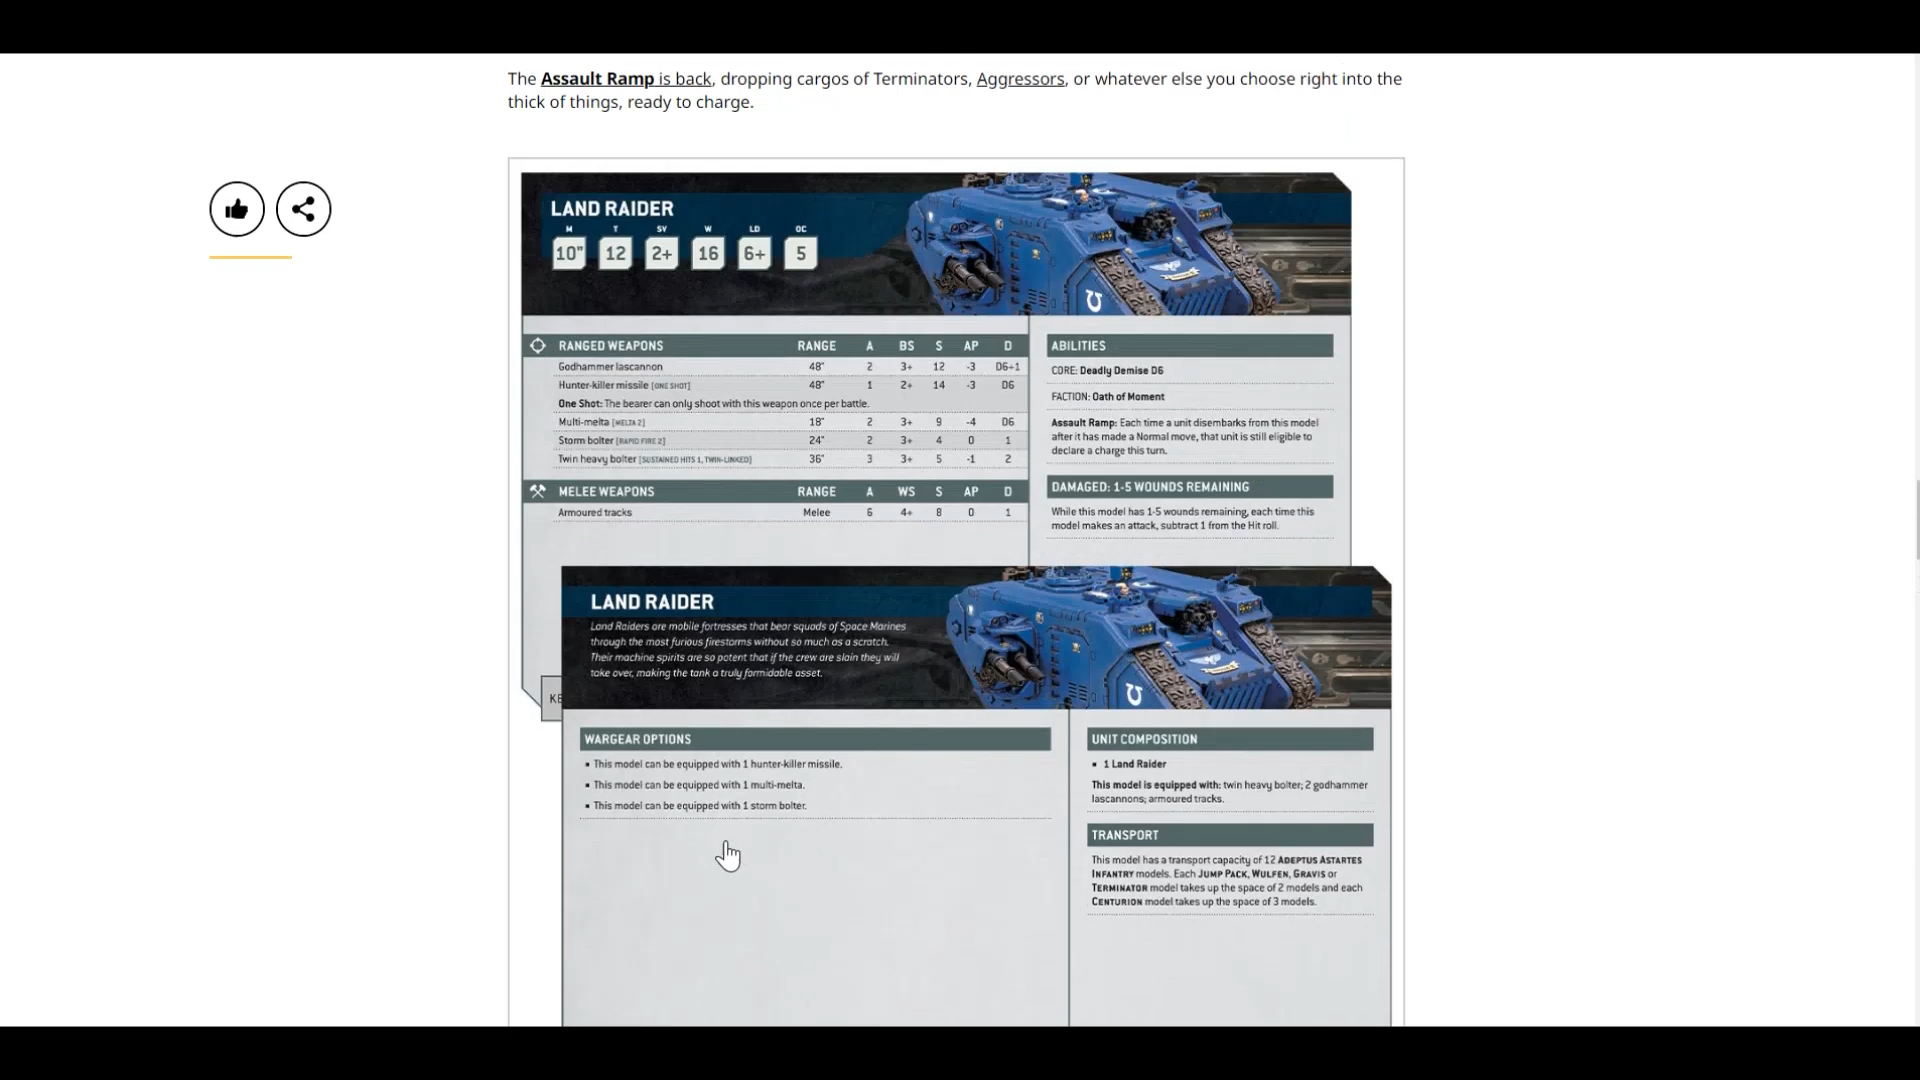 The Assault Ramp is back, dropping cargos of Terminators, Aggressors, or whatever else you choose right into the
thick of things, ready to charge.
LAND RAIDER
M T SV W LD OC
10" 12 2+ 16 6+ 5
RANGED WEAPONS RANGE A BS S AP D
Godhammer lascannon 48" 2 3+ 12 -3 D6+1
Hunter-killer missile [ONE SHOT] 48" 1 2+ 14 -3 D6
One Shot: The bearer can only shoot with this weapon once per battle.
Multi-melta [MELTA 2] 18" 2 3+ 9 -4 D6
Storm bolter [RAPID FIRE 2] 24" 2 3+ 4 0 1
Twin heavy bolter [SUSTAINED HITS 1, TWIN-LINKED] 36" 3 3+ 5 -1 2
MELEE WEAPONS RANGE A WS S AP D
Armoured tracks Melee 6 4+ 8 0 1
ABILITIES
CORE: Deadly Demise D6
FACTION: Oath of Moment
Assault Ramp: Each time a unit disembarks from this model
after it has made a Normal move, that unit is still eligible to
declare a charge this turn.
DAMAGED: 1-5 WOUNDS REMAINING
While this model has 1-5 wounds remaining, each time this
model makes an attack, subtract 1 from the Hit roll.
KE
LAND RAIDER
Land Raiders are mobile fortresses that bear squads of Space Marines
through the most furious firestorms without so much as a scratch.
Their machine spirits are so potent that if the crew are slain they will
take over, making the tank a truly formidable asset.
WARGEAR OPTIONS
▪ This model can be equipped with 1 hunter-killer missile.
▪ This model can be equipped with 1 multi-melta.
▪ This model can be equipped with 1 storm bolter.
UNIT COMPOSITION
▪ 1 Land Raider
This model is equipped with: twin heavy bolter; 2 godhammer
lascannons; armoured tracks.
TRANSPORT
This model has a transport capacity of 12 ADEPTUS ASTARTES
INFANTRY models. Each JUMP PACK, WULFEN, GRAVIS or
TERMINATOR model takes up the space of 2 models and each
CENTURION model takes up the space of 3 models.